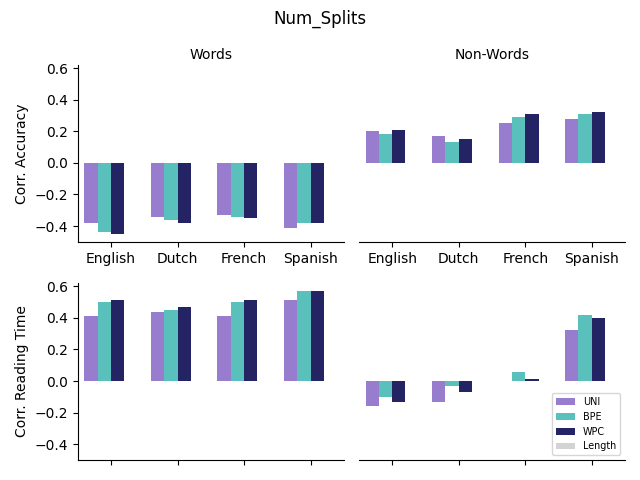 Num_Splits
Words
Non-Words
Corr. Accuracy
0.6
0.4
0.2
0.0
−0.2
−0.4
English Dutch French Spanish
English Dutch French Spanish
Corr. Reading Time
0.6
0.4
0.2
0.0
−0.2
−0.4
UNI
BPE
WPC
Length